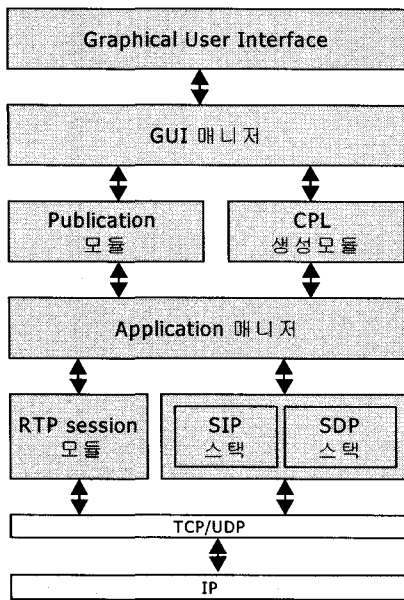 Graphical User Interface
GUI 매니저
Publication
모듈
CPL
생성모듈
Application 매니저
RTP session
모듈
SIP
스택
SDP
스택
TCP/UDP
IP